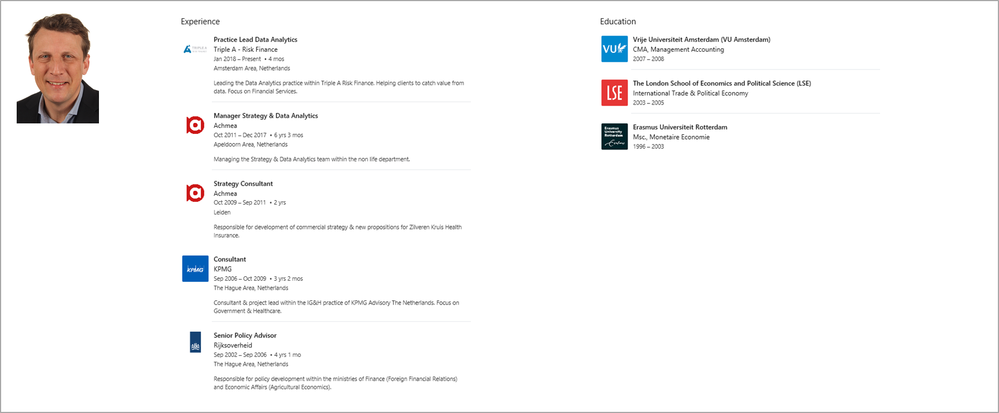 Experience
TRIPLE A
RISK FINANCE
Practice Lead Data Analytics
Triple A - Risk Finance
Jan 2018 – Present • 4 mos
Amsterdam Area, Netherlands
Leading the Data Analytics practice within Triple A Risk Finance. Helping clients to catch value from
data. Focus on Financial Services.
Manager Strategy & Data Analytics
Achmea
Oct 2011 – Dec 2017 • 6 yrs 3 mos
Apeldoorn Area, Netherlands
Managing the Strategy & Data Analytics team within the non life department.
Strategy Consultant
Achmea
Oct 2009 – Sep 2011 • 2 yrs
Leiden
Responsible for development of commercial strategy & new propositions for Zilveren Kruis Health
Insurance.
KPMG
Consultant
KPMG
Sep 2006 – Oct 2009 • 3 yrs 2 mos
The Hague Area, Netherlands
Consultant & project lead within the IG&H practice of KPMG Advisory The Netherlands. Focus on
Government & Healthcare.
Senior Policy Advisor
Rijksoverheid
Sep 2002 – Sep 2006 • 4 yrs 1 mo
The Hague Area, Netherlands
Responsible for policy development within the ministries of Finance (Foreign Financial Relations)
and Economic Affairs (Agricultural Economics).
Education
VU
Vrije Universiteit Amsterdam (VU Amsterdam)
CMA, Management Accounting
2007 – 2008
LSE
The London School of Economics and Political Science (LSE)
International Trade & Political Economy
2003 – 2005
Erasmus
University
Rotterdam
Erasmus
Erasmus Universiteit Rotterdam
Msc., Monetaire Economie
1996 – 2003